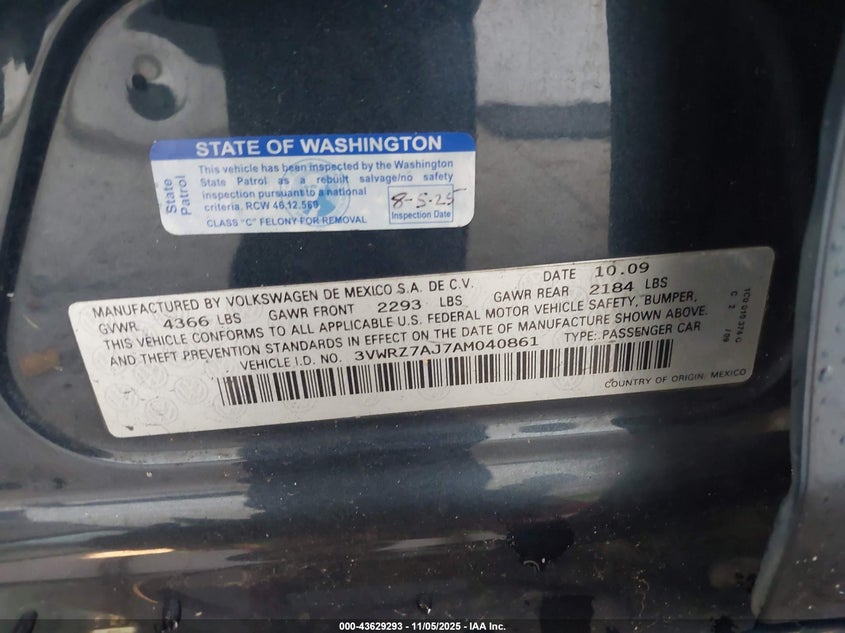 STATE OF WASHINGTON
State Patrol
This vehicle has been inspected by the Washington
State Patrol as a rebuilt salvage/no safety
inspection pursuant to a national
criteria. RCW 46.12.560
CLASS "C" FELONY FOR REMOVAL
8-5-25
Inspection Date
MANUFACTURED BY VOLKSWAGEN DE MEXICO S.A. DE C.V. DATE 10.09
GVWR 4366 LBS GAWR FRONT 2293 LBS GAWR REAR 2184 LBS
THIS VEHICLE CONFORMS TO ALL APPLICABLE U.S. FEDERAL MOTOR VEHICLE SAFETY, BUMPER,
AND THEFT PREVENTION STANDARDS IN EFFECT ON THE DATE OF MANUFACTURE SHOWN ABOVE.
VEHICLE I.D. NO. 3VWRZ7AJ7AM040861 TYPE: PASSENGER CAR
COUNTRY OF ORIGIN: MEXICO
1C0 010 374 G
C 2 /09
000-43629293 - 11/05/2025 - IAA Inc.